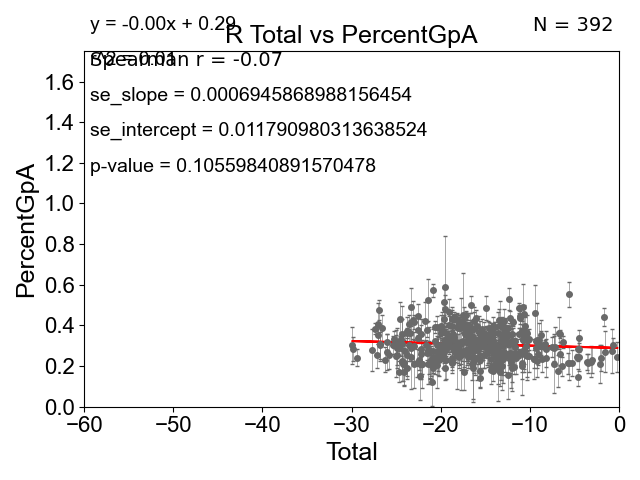 y = -0.00x + 0.29
N = 392
R Total vs PercentGpA
Spearman r = -0.07
se_slope = 0.0006945868988156454
se_intercept = 0.011790980313638524
p-value = 0.10559840891570478
PercentGpA
1.6
1.4
1.2
1.0
0.8
0.6
0.4
0.2
0.0
−60 −50 −40 −30 −20 −10 0
Total